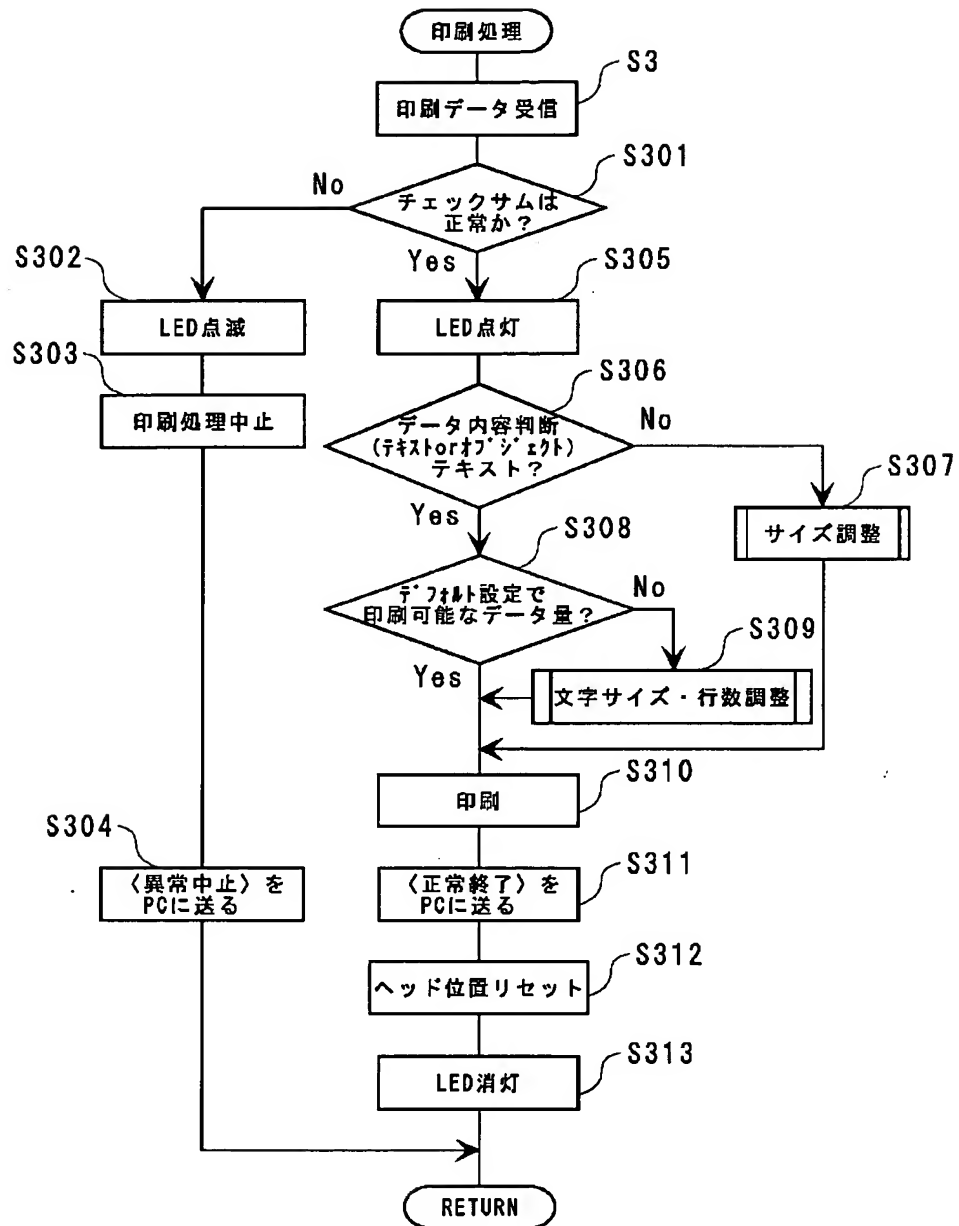 印刷処理
S3
印刷データ受信
S301
No
チェックサムは
正常か?
Yes
S302
S305
LED点滅
LED点灯
S303
S306
印刷処理中止
データ内容判断
(テキストorオブジェクト)
テキスト?
No
S307
Yes
サイズ調整
S308
デフォルト設定で
印刷可能なデータ量?
No
S309
Yes
文字サイズ・行数調整
S310
印刷
S304
S311
〈異常中止〉を
PCに送る
〈正常終了〉を
PCに送る
S312
ヘッド位置リセット
S313
LED消灯
RETURN